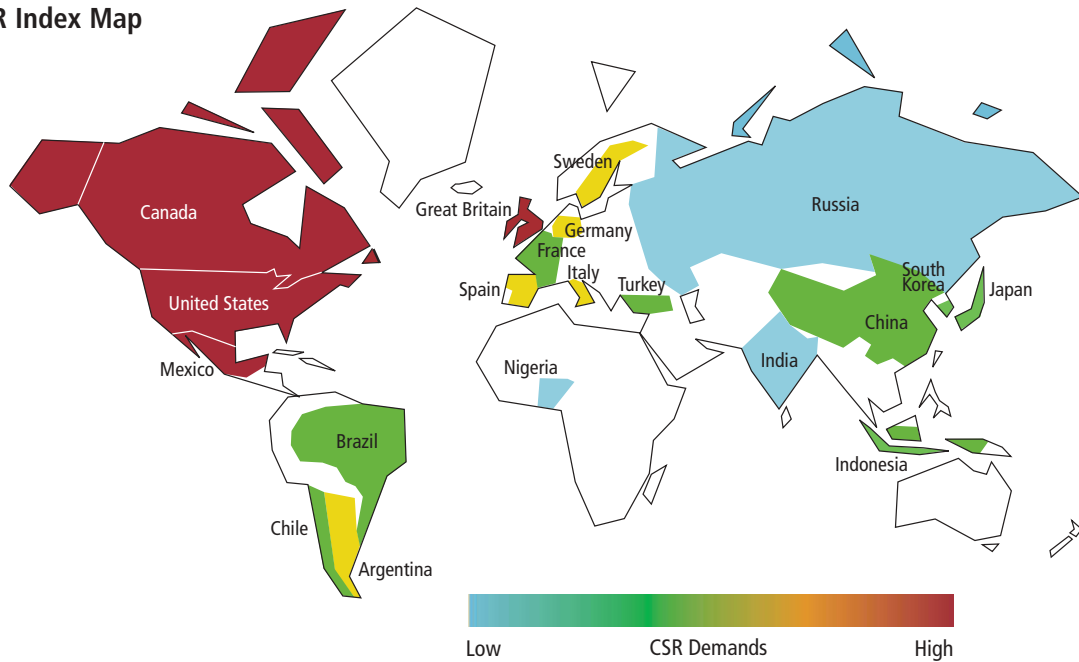 R Index Map
Canada
United States
Mexico
Great Britain
Sweden
Germany
France
Spain
Italy
Turkey
Russia
South
Korea
Japan
China
India
Nigeria
Indonesia
Brazil
Chile
Argentina
Low
CSR Demands
High